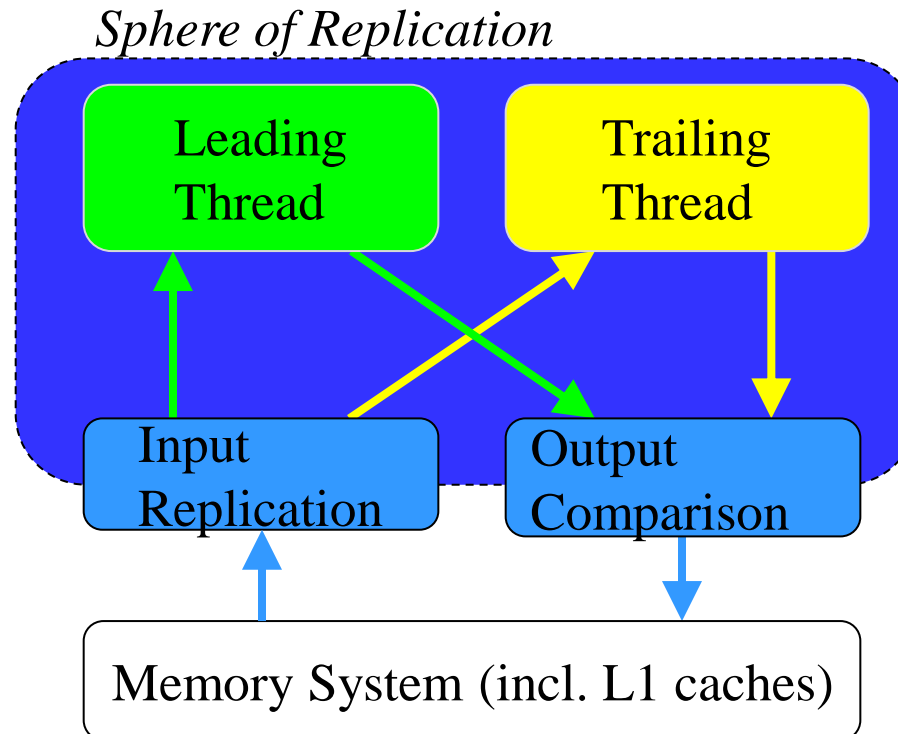 Sphere of Replication
Leading
Thread
Trailing
Thread
Input
Replication
Output
Comparison
Memory System (incl. L1 caches)